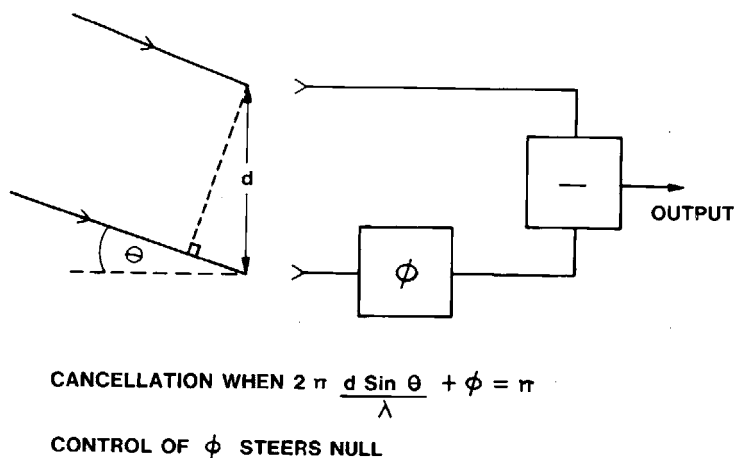 d
θ
ϕ
—
OUTPUT
CANCELLATION WHEN 2 π d Sin θ / λ + ϕ = π
CONTROL OF ϕ STEERS NULL